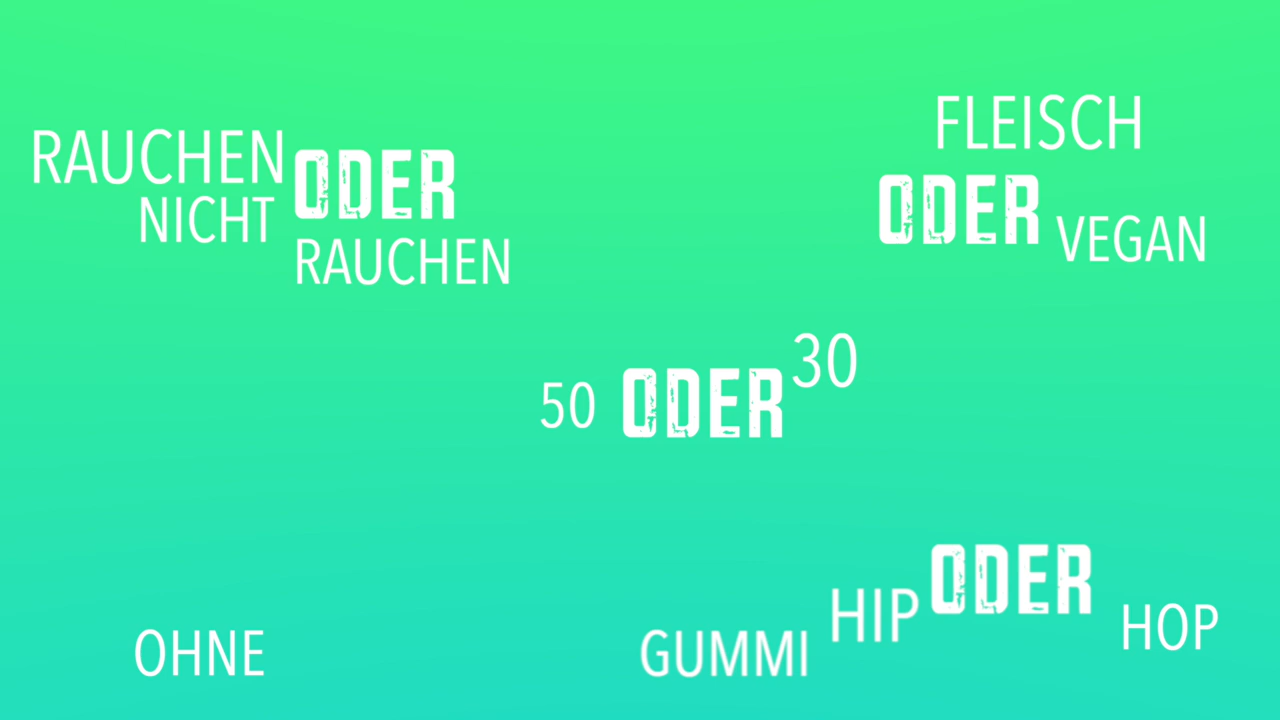 RAUCHEN ODER
NICHT RAUCHEN
FLEISCH
ODER VEGAN
50 ODER 30
HIP ODER HOP
OHNE GUMMI